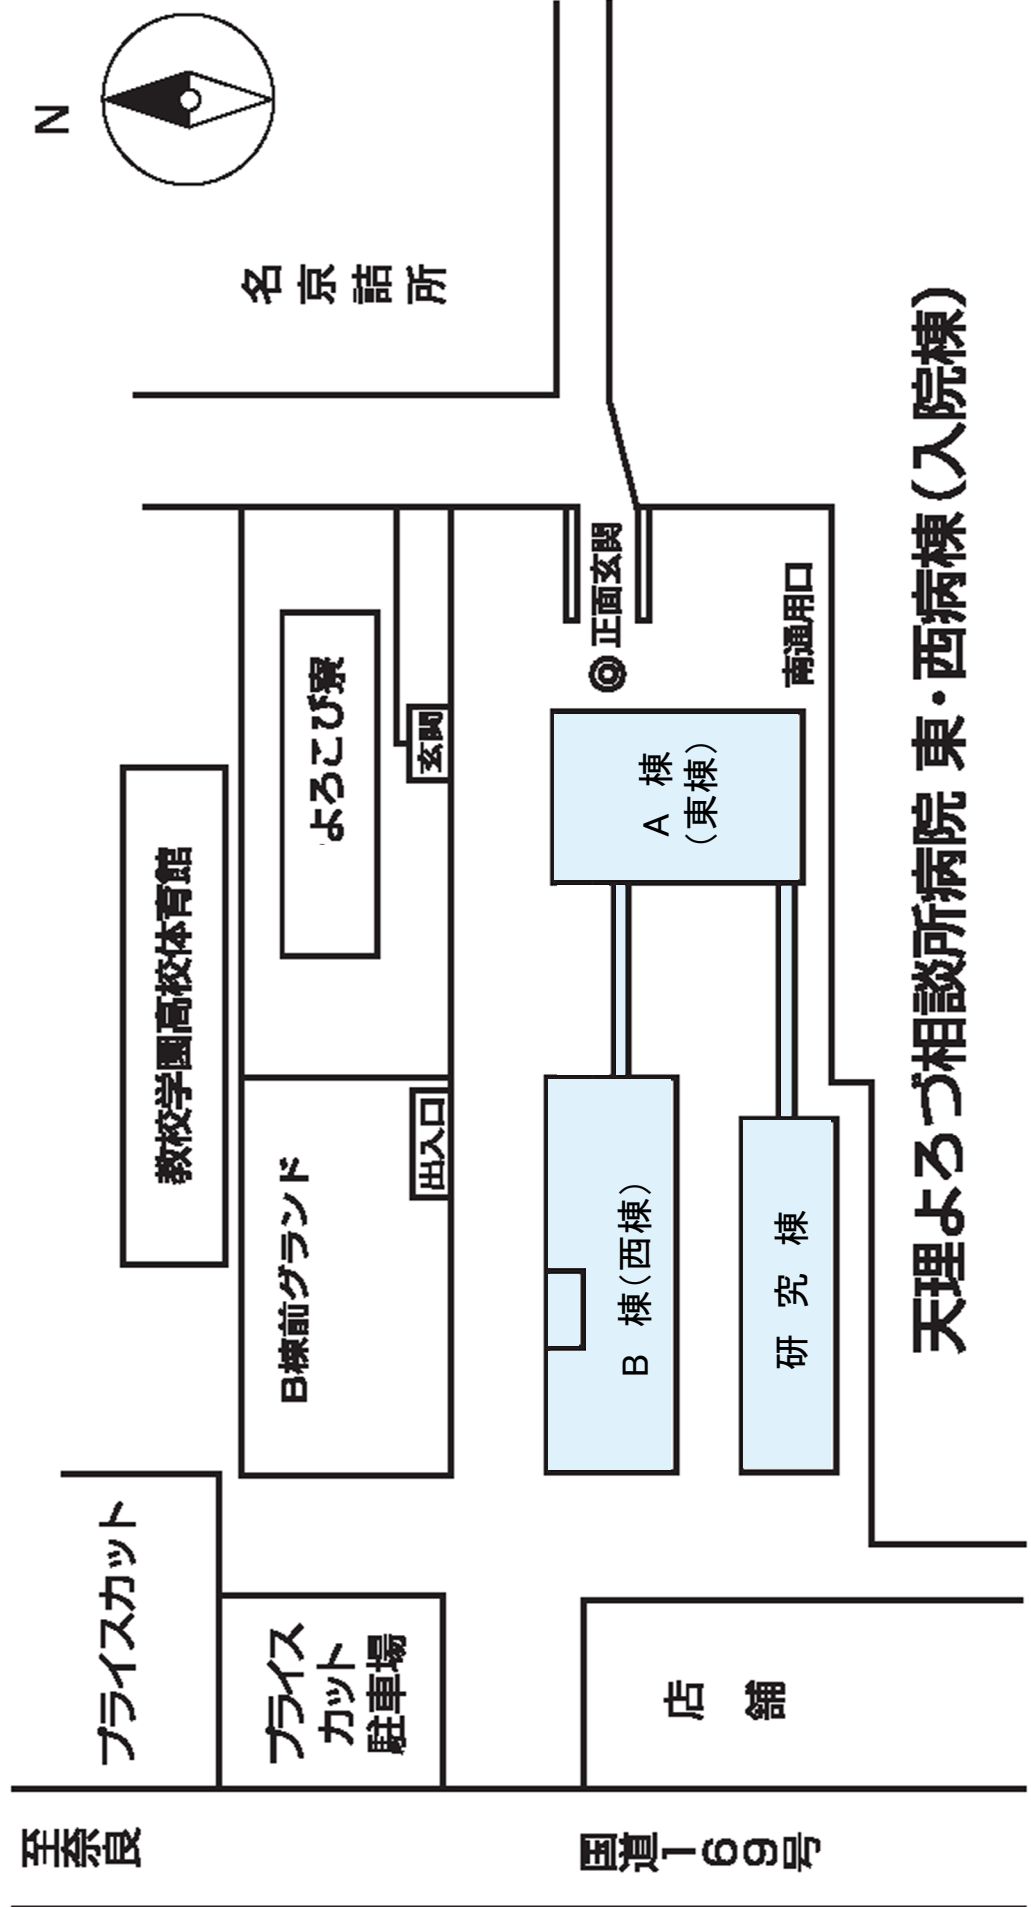 N
名京詰所
教校学園高校体育館
よろこび寮
玄関
◎正面玄関
南通用口
A 棟
(東棟)
B棟前グランド
出入口
B 棟(西棟)
研究棟
プライスカット
プライス
カット
駐車場
店舗
至奈良
国道169号
天理よろづ相談所病院 東・西病棟(入院棟)